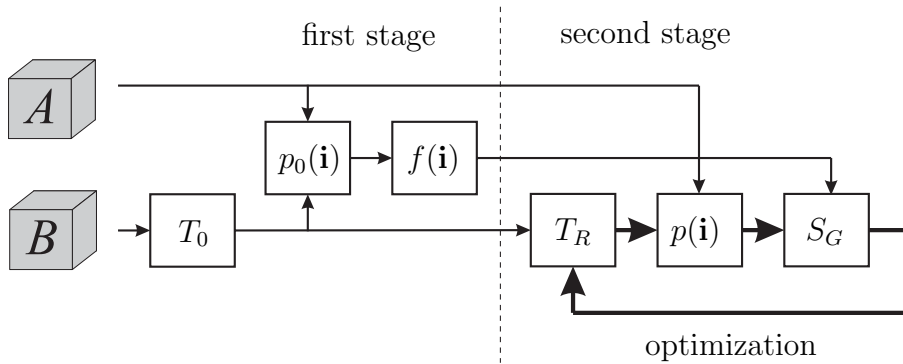 first stage second stage
A
p₀(𝐢) f(𝐢)
B T₀ T_R p(𝐢) S_G
optimization